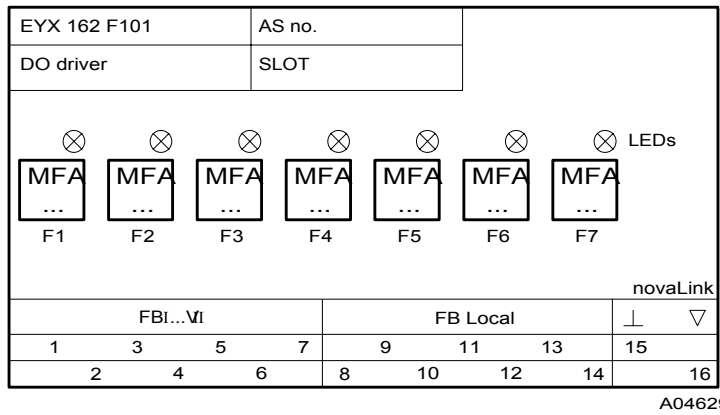 EYX 162 F101 AS no.
DO driver SLOT
LEDs
MFA MFA MFA MFA MFA MFA MFA
... ... ... ... ... ... ...
F1 F2 F3 F4 F5 F6 F7
novaLink
FBI...VI FB Local ⊥ ▽
1 3 5 7 9 11 13 15
2 4 6 8 10 12 14 16
A04629